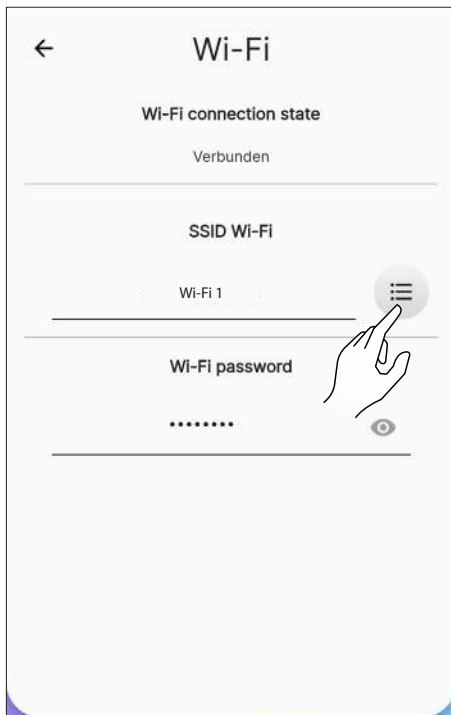 Wi-Fi
Wi-Fi connection state
Verbunden
SSID Wi-Fi
Wi-Fi 1
Wi-Fi password
••••••••